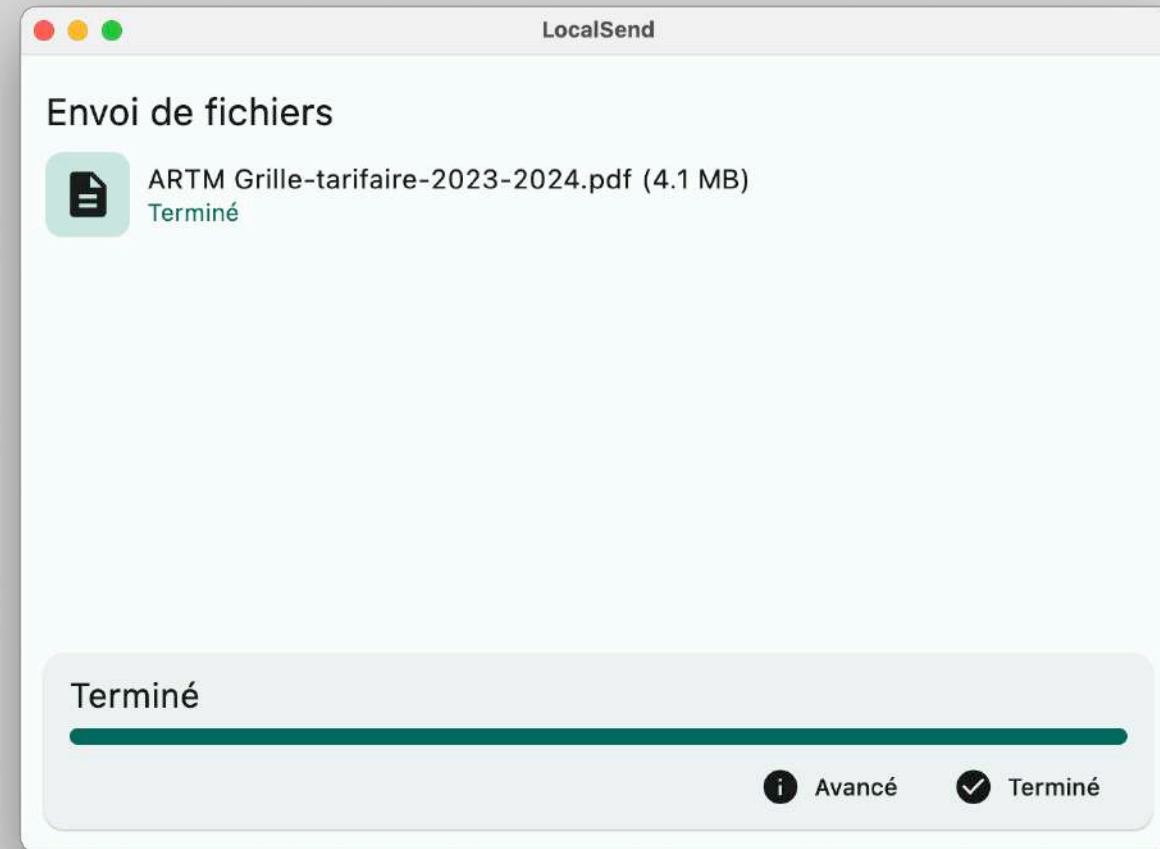 LocalSend
Envoi de fichiers
ARTM Grille-tarifaire-2023-2024.pdf (4.1 MB)
Terminé
Terminé
Avancé
Terminé